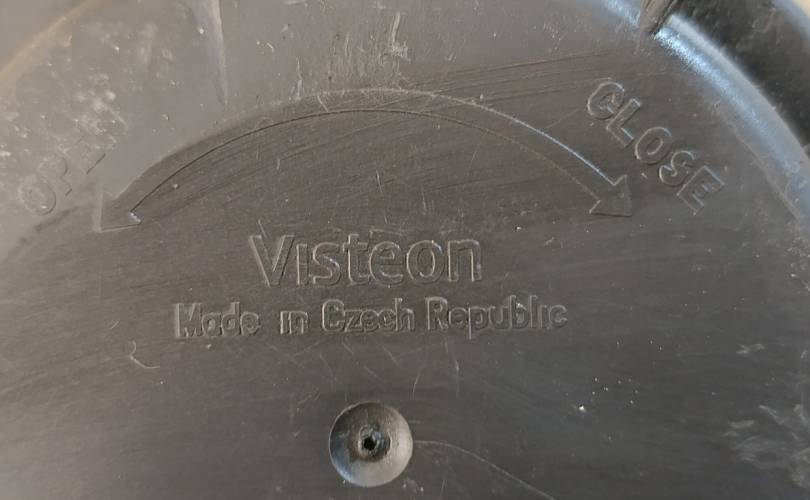 OPEN
CLOSE
Visteon
Made in Czech Republic